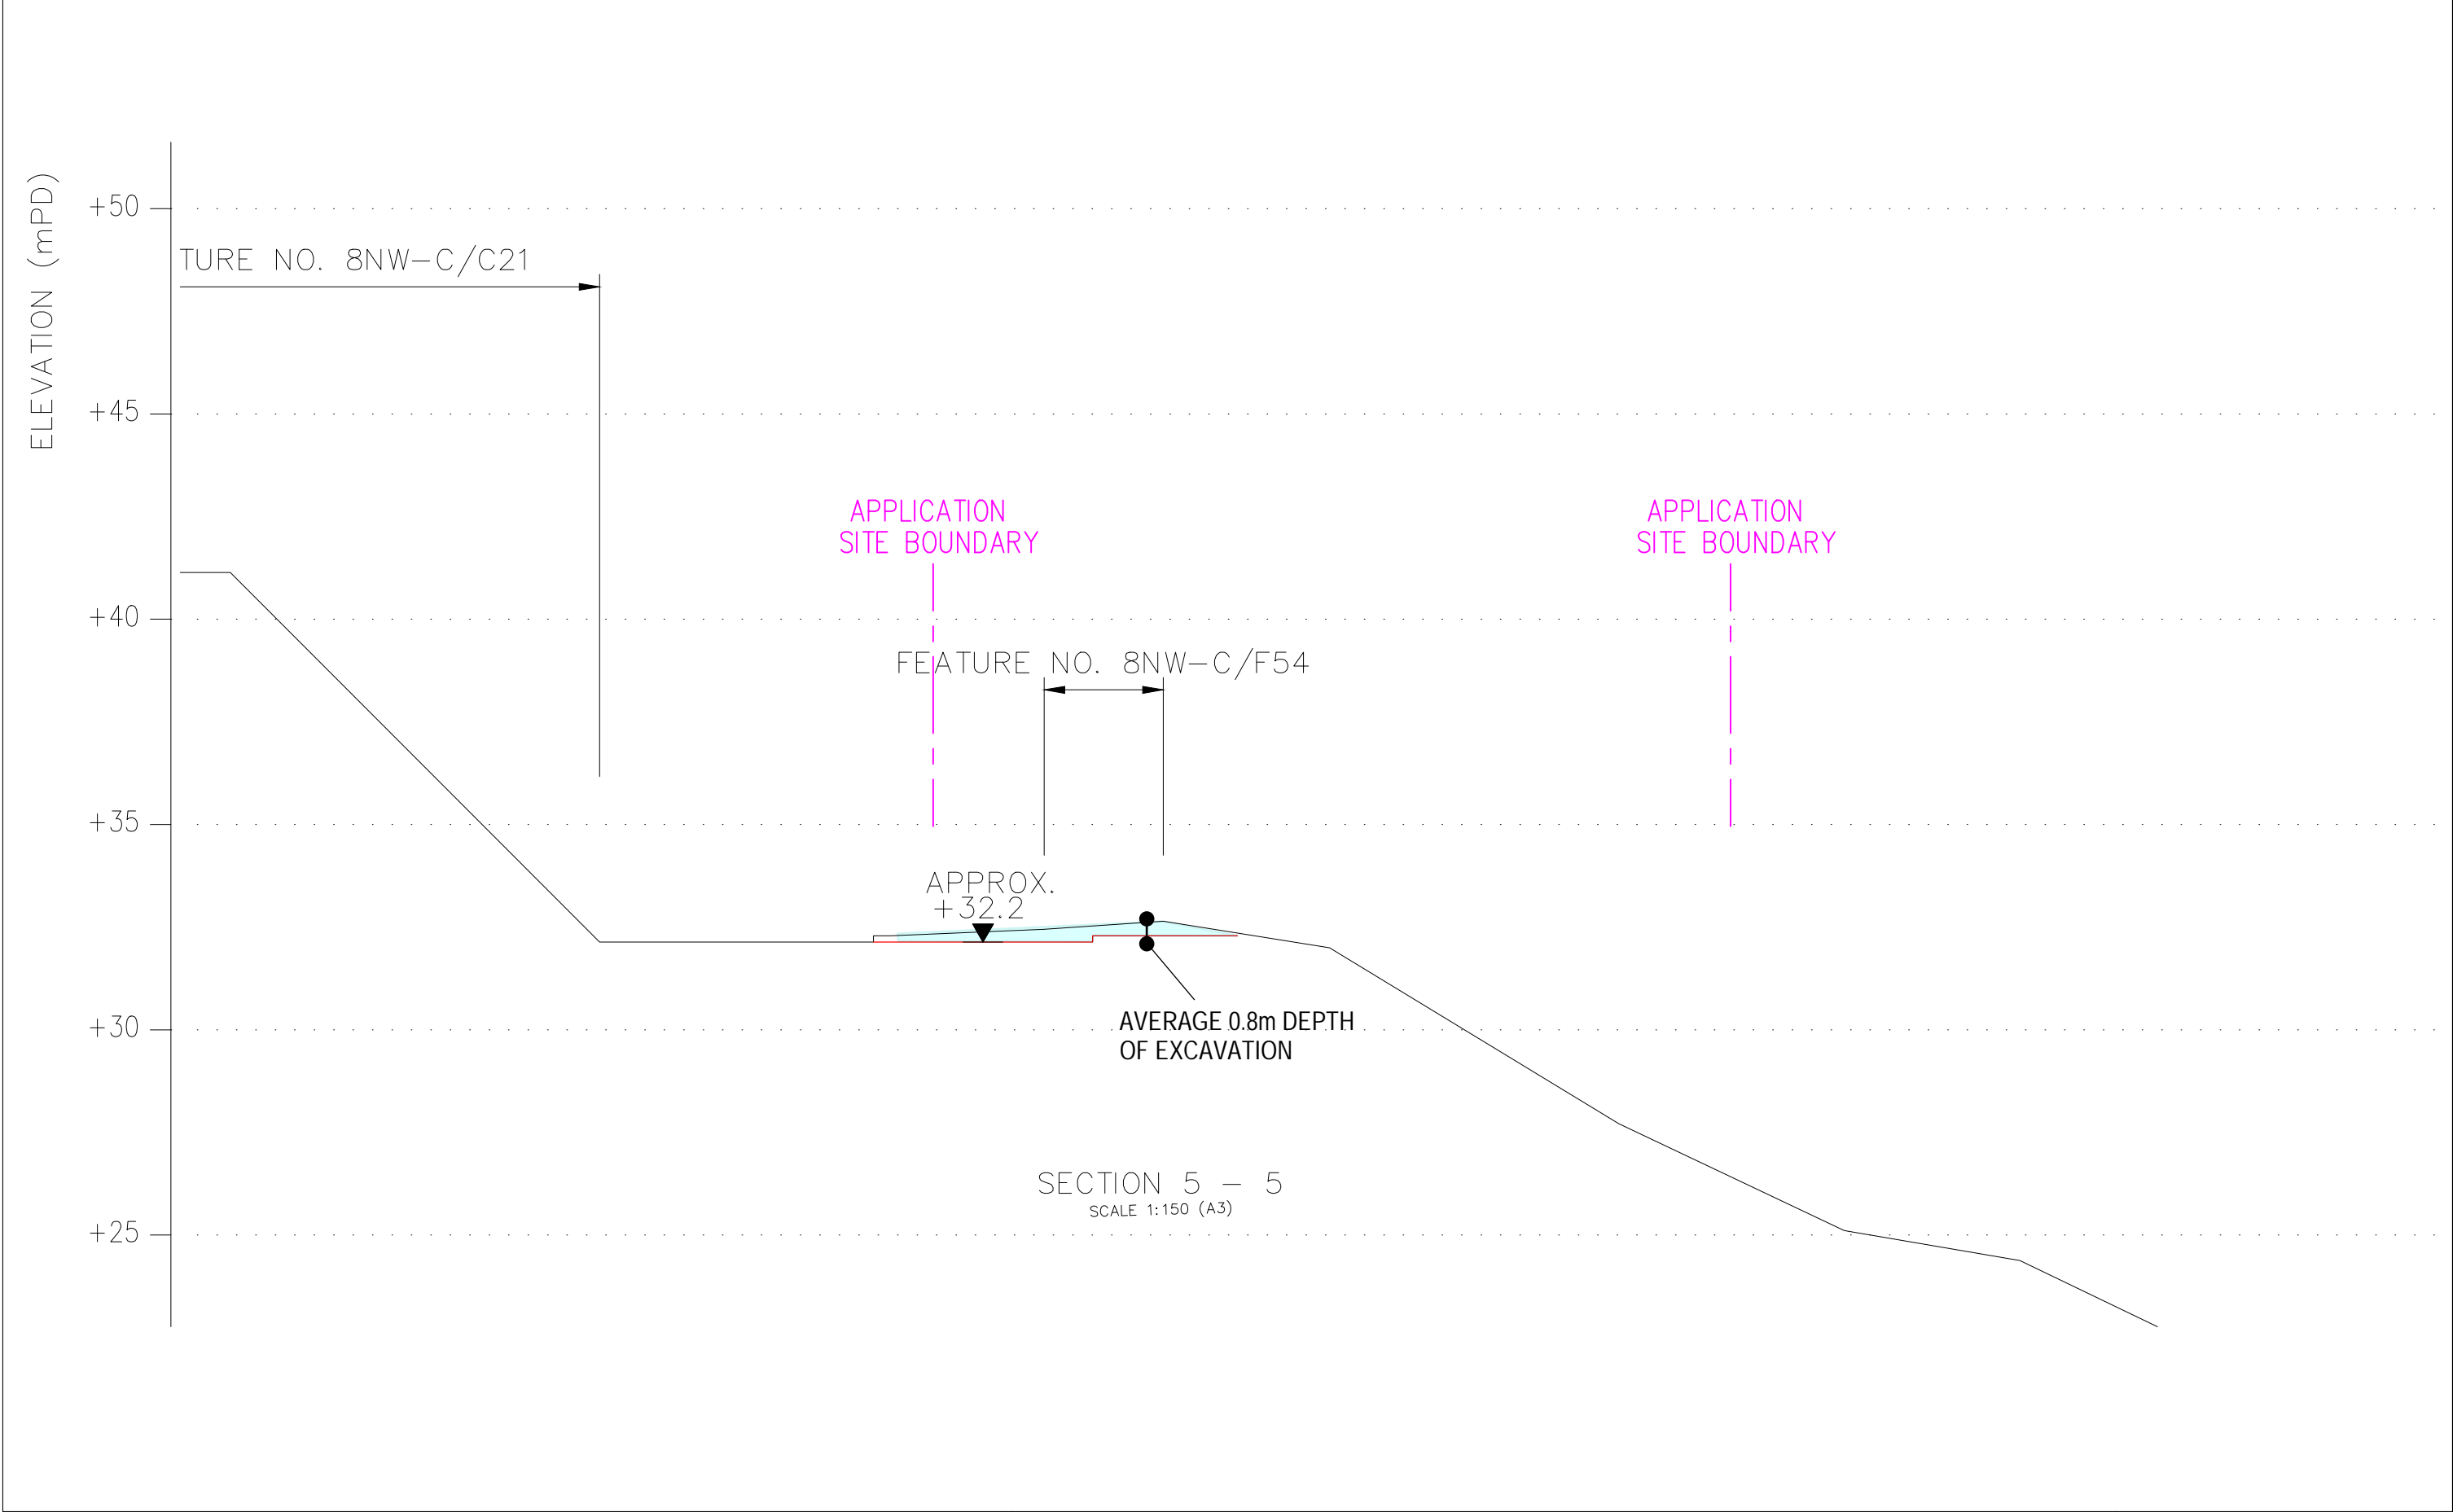 ELEVATION (mPD)
+50
TURE NO. 8NW-C/C21
+45
APPLICATION
SITE BOUNDARY
APPLICATION
SITE BOUNDARY
+40
FEATURE NO. 8NW-C/F54
+35
APPROX.
+32.2
+30
AVERAGE 0.8m DEPTH
OF EXCAVATION
SECTION 5 - 5
SCALE 1:150 (A3)
+25